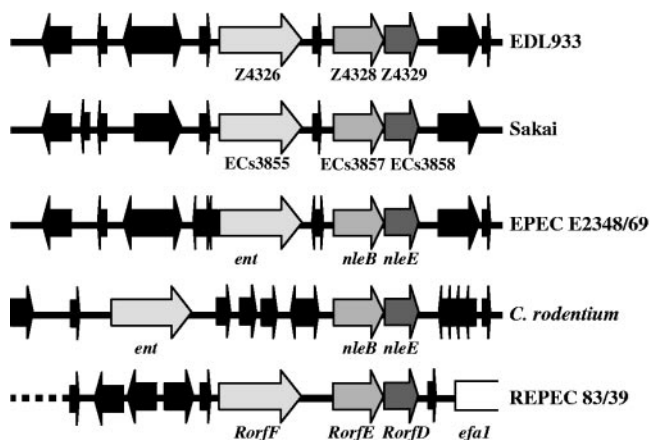 EDL933
Z4326 Z4328 Z4329
Sakai
ECs3855 ECs3857 ECs3858
EPEC E2348/69
ent nleB nleE
C. rodentium
ent nleB nleE
REPEC 83/39
RorfF RorfE RorfD efa1